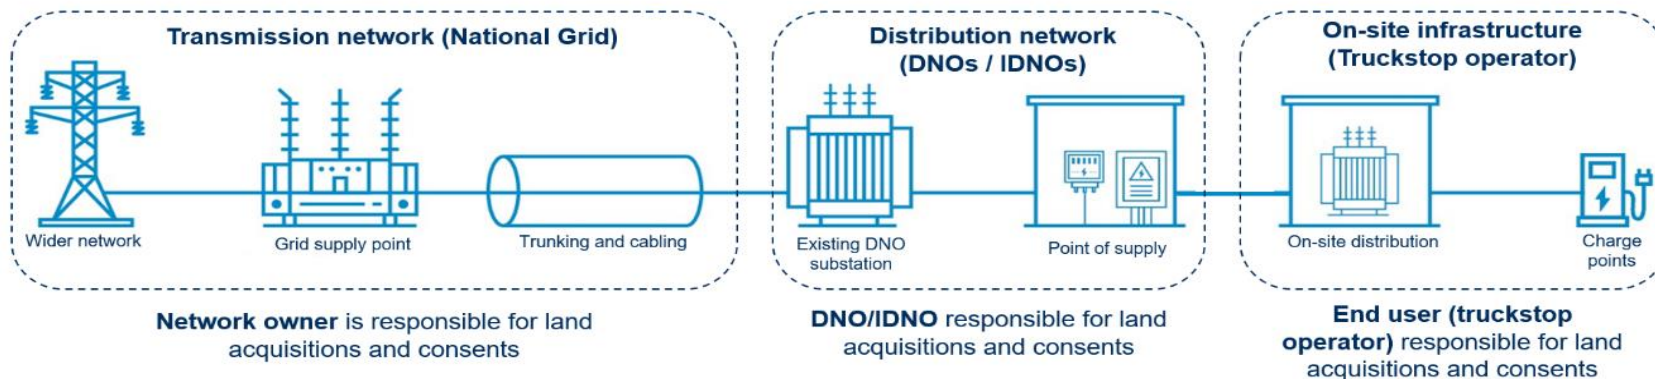 Transmission network (National Grid)
Wider network
Grid supply point
Trunking and cabling
Network owner is responsible for land
acquisitions and consents
Distribution network
(DNOs / IDNOs)
Existing DNO
substation
Point of supply
DNO/IDNO responsible for land
acquisitions and consents
On-site infrastructure
(Truckstop operator)
On-site distribution
Charge
points
End user (truckstop
operator) responsible for land
acquisitions and consents